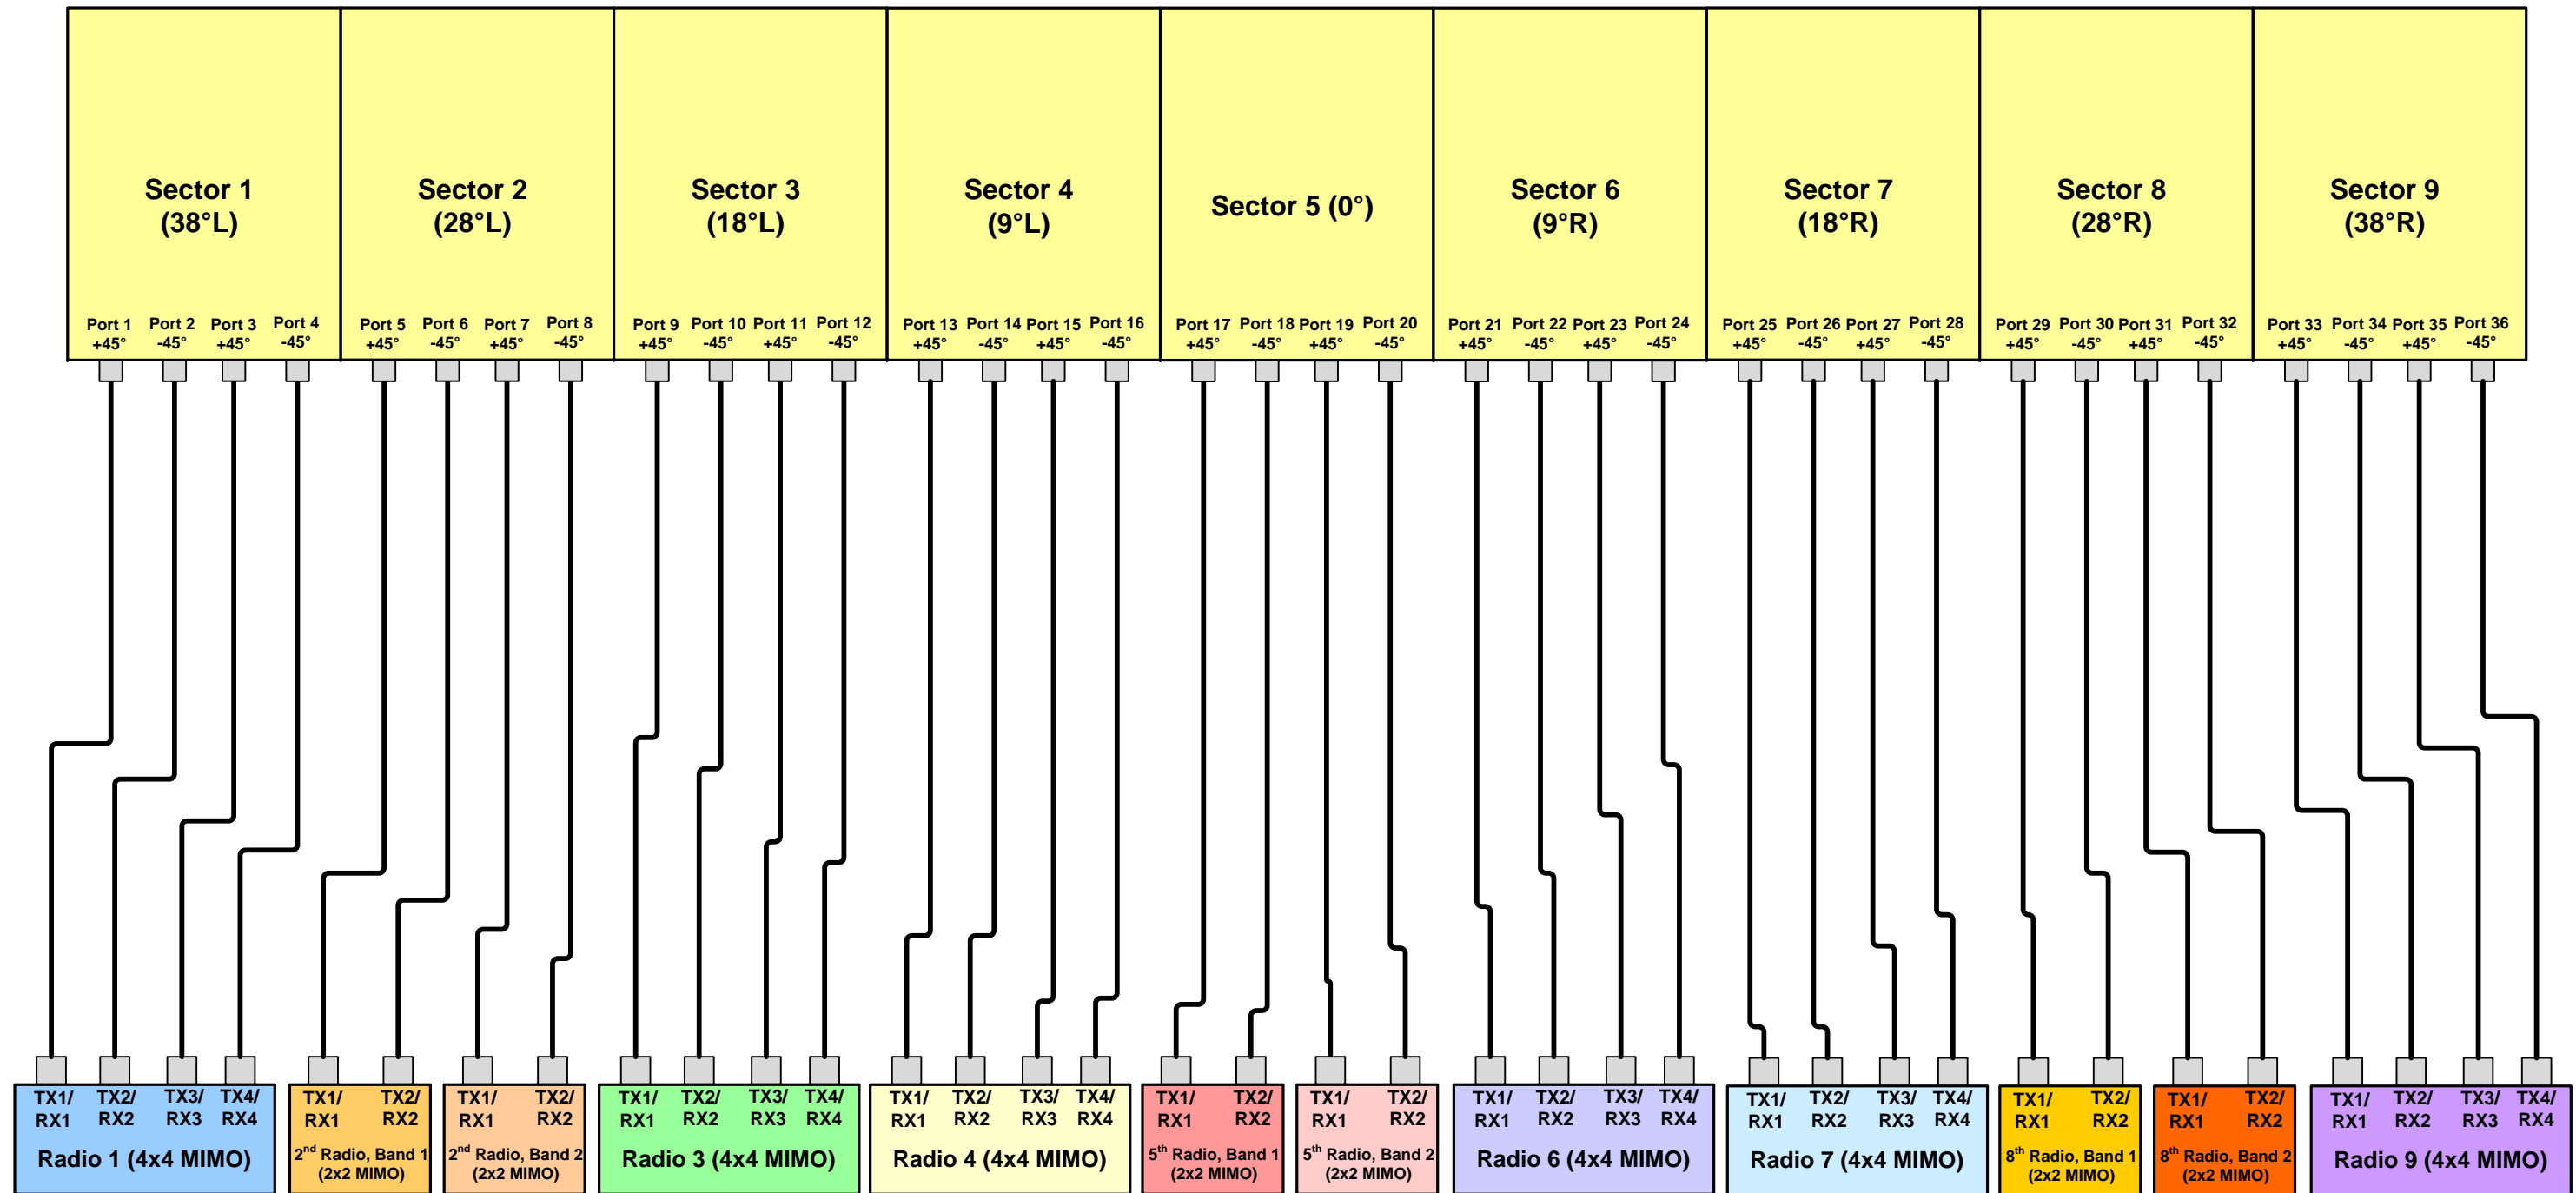 Sector 1
(38°L)
Sector 2
(28°L)
Sector 3
(18°L)
Sector 4
(9°L)
Sector 5 (0°)
Sector 6
(9°R)
Sector 7
(18°R)
Sector 8
(28°R)
Sector 9
(38°R)
Port 1 Port 2 Port 3 Port 4
+45° -45° +45° -45°
Port 5 Port 6 Port 7 Port 8
+45° -45° +45° -45°
Port 9 Port 10 Port 11 Port 12
+45° -45° +45° -45°
Port 13 Port 14 Port 15 Port 16
+45° -45° +45° -45°
Port 17 Port 18 Port 19 Port 20
+45° -45° +45° -45°
Port 21 Port 22 Port 23 Port 24
+45° -45° +45° -45°
Port 25 Port 26 Port 27 Port 28
+45° -45° +45° -45°
Port 29 Port 30 Port 31 Port 32
+45° -45° +45° -45°
Port 33 Port 34 Port 35 Port 36
+45° -45° +45° -45°
TX1/ TX2/ TX3/ TX4/
RX1 RX2 RX3 RX4
Radio 1 (4x4 MIMO)
TX1/ TX2/
RX1 RX2
2nd Radio, Band 1
(2x2 MIMO)
TX1/ TX2/
RX1 RX2
2nd Radio, Band 2
(2x2 MIMO)
TX1/ TX2/ TX3/ TX4/
RX1 RX2 RX3 RX4
Radio 3 (4x4 MIMO)
TX1/ TX2/ TX3/ TX4/
RX1 RX2 RX3 RX4
Radio 4 (4x4 MIMO)
TX1/ TX2/
RX1 RX2
5th Radio, Band 1
(2x2 MIMO)
TX1/ TX2/
RX1 RX2
5th Radio, Band 2
(2x2 MIMO)
TX1/ TX2/ TX3/ TX4/
RX1 RX2 RX3 RX4
Radio 6 (4x4 MIMO)
TX1/ TX2/ TX3/ TX4/
RX1 RX2 RX3 RX4
Radio 7 (4x4 MIMO)
TX1/ TX2/
RX1 RX2
8th Radio, Band 1
(2x2 MIMO)
TX1/ TX2/
RX1 RX2
8th Radio, Band 2
(2x2 MIMO)
TX1/ TX2/ TX3/ TX4/
RX1 RX2 RX3 RX4
Radio 9 (4x4 MIMO)